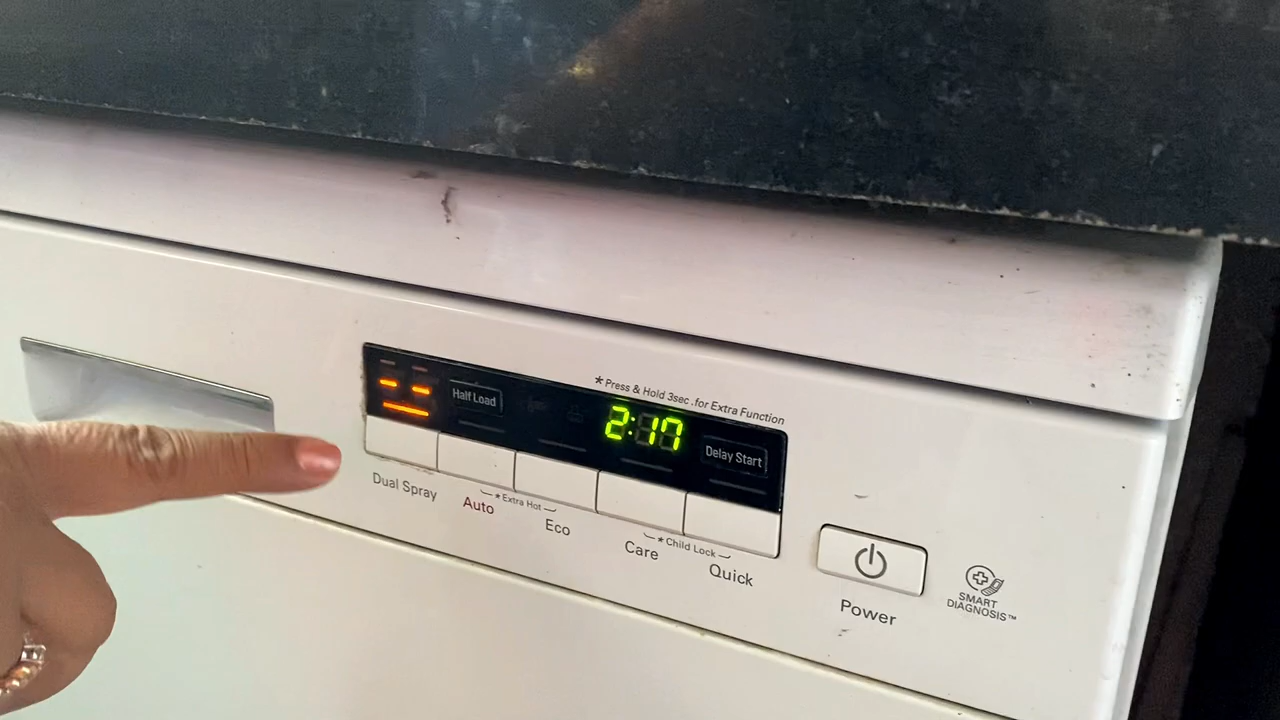 * Press & Hold 3sec .for Extra Function
Half Load
2:17
Delay Start
Dual Spray
Auto
* Extra Hot
Eco
Care
* Child Lock
Quick
Power
SMART
DIAGNOSIS™